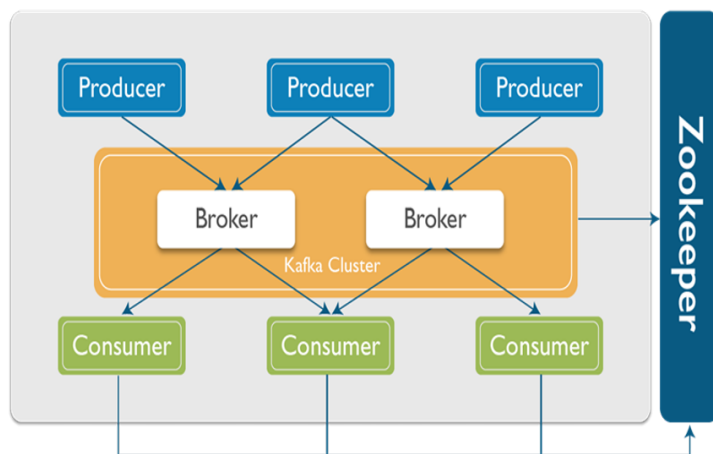 Producer
Producer
Producer
Broker
Broker
Kafka Cluster
Consumer
Consumer
Consumer
Zookeeper